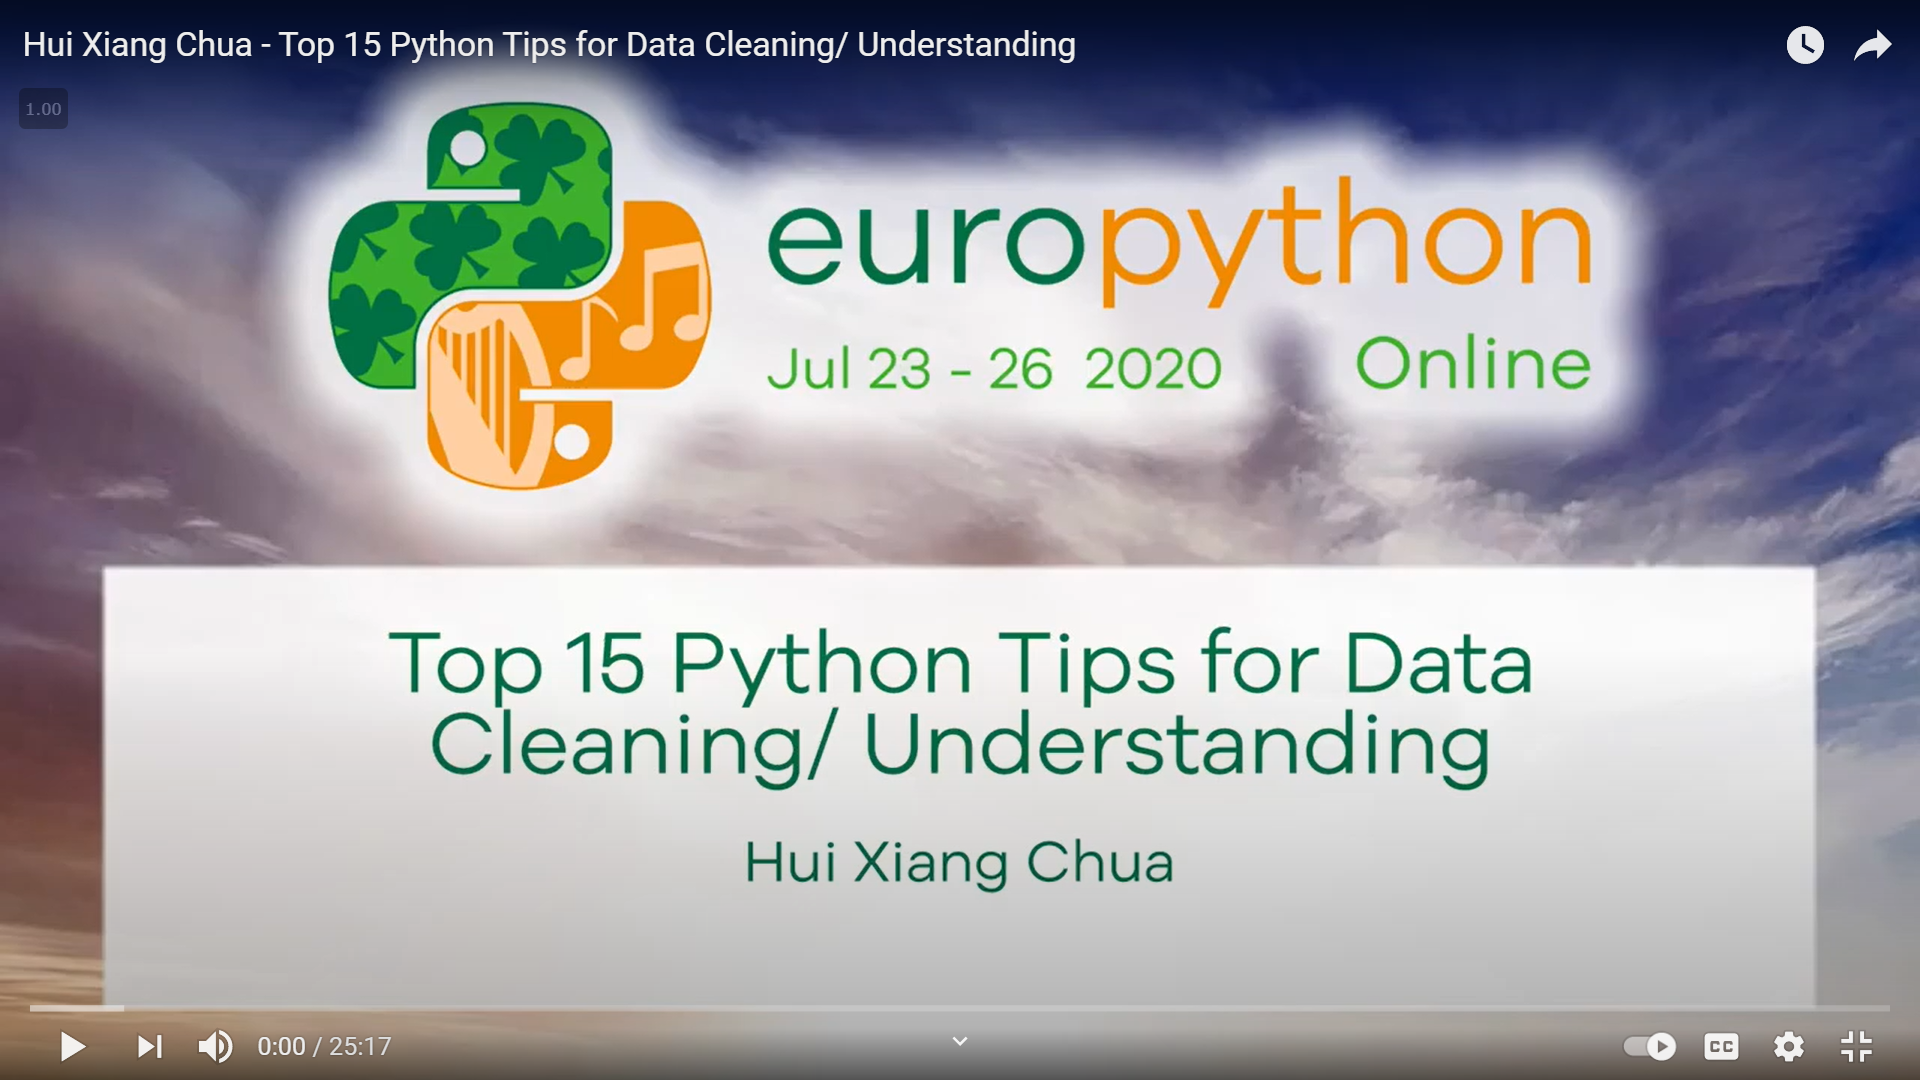 Hui Xiang Chua - Top 15 Python Tips for Data Cleaning/ Understanding
1.00
europython
Jul 23 - 26 2020 Online
Top 15 Python Tips for Data
Cleaning/ Understanding
Hui Xiang Chua
0:00 / 25:17
CC